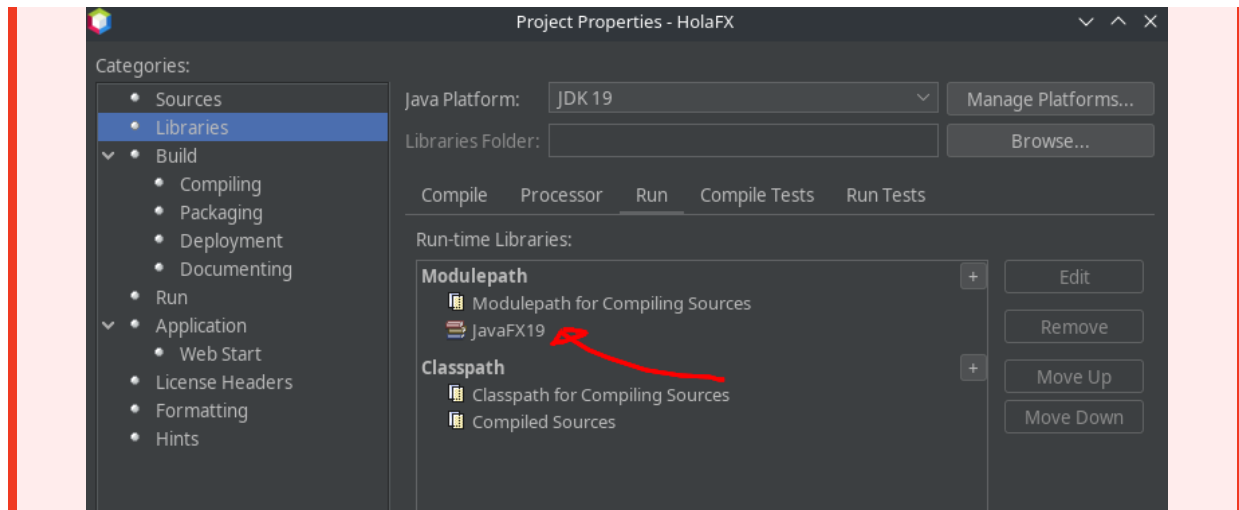 Project Properties - HolaFX
Categories:
Sources
Libraries
Build
Compiling
Packaging
Deployment
Documenting
Run
Application
Web Start
License Headers
Formatting
Hints
Java Platform: JDK 19 Manage Platforms...
Libraries Folder: Browse...
Compile Processor Run Compile Tests Run Tests
Run-time Libraries:
Modulepath +
Modulepath for Compiling Sources
JavaFX19
Classpath +
Classpath for Compiling Sources
Compiled Sources
Edit
Remove
Move Up
Move Down